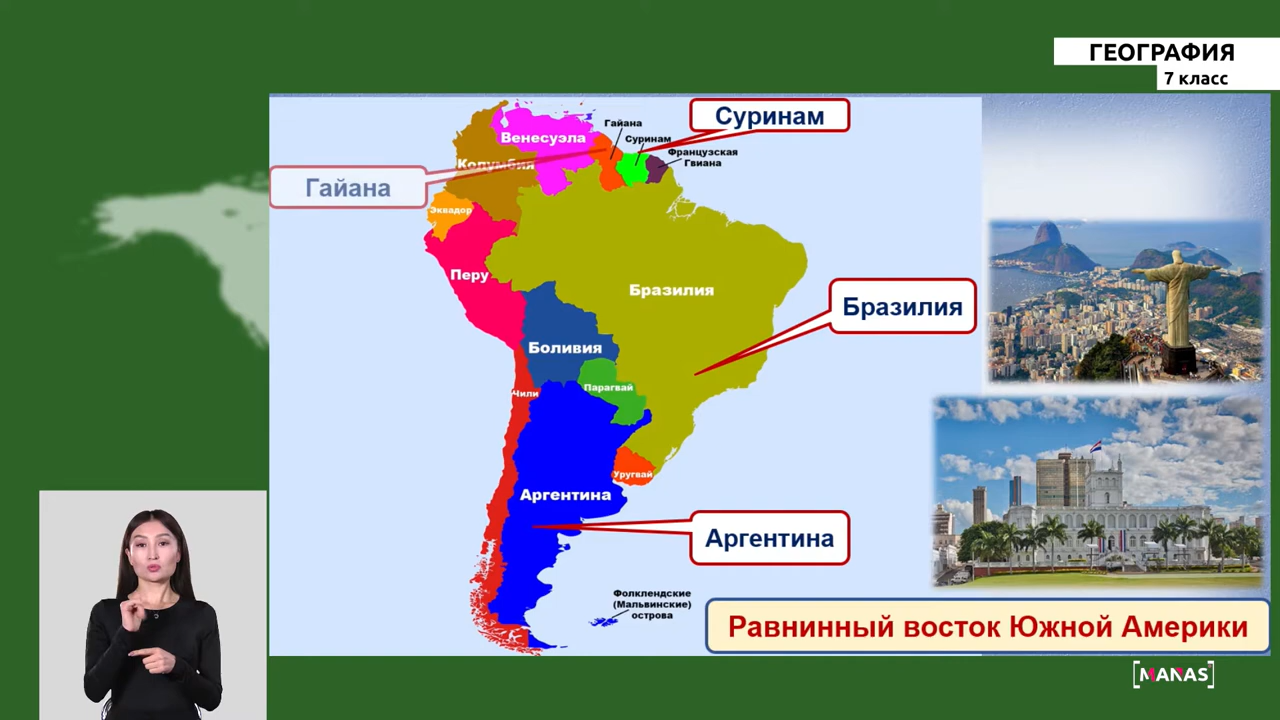 ГЕОГРАФИЯ
7 класс
Суринам
Гайана
Суринам
Французская
Гвиана
Венесуэла
Колумбия
Гайана
Эквадор
Перу
Бразилия
Бразилия
Боливия
Парагвай
Чили
Уругвай
Аргентина
Аргентина
Фолклендские
(Мальвинские)
острова
Равнинный восток Южной Америки
[MANAS]